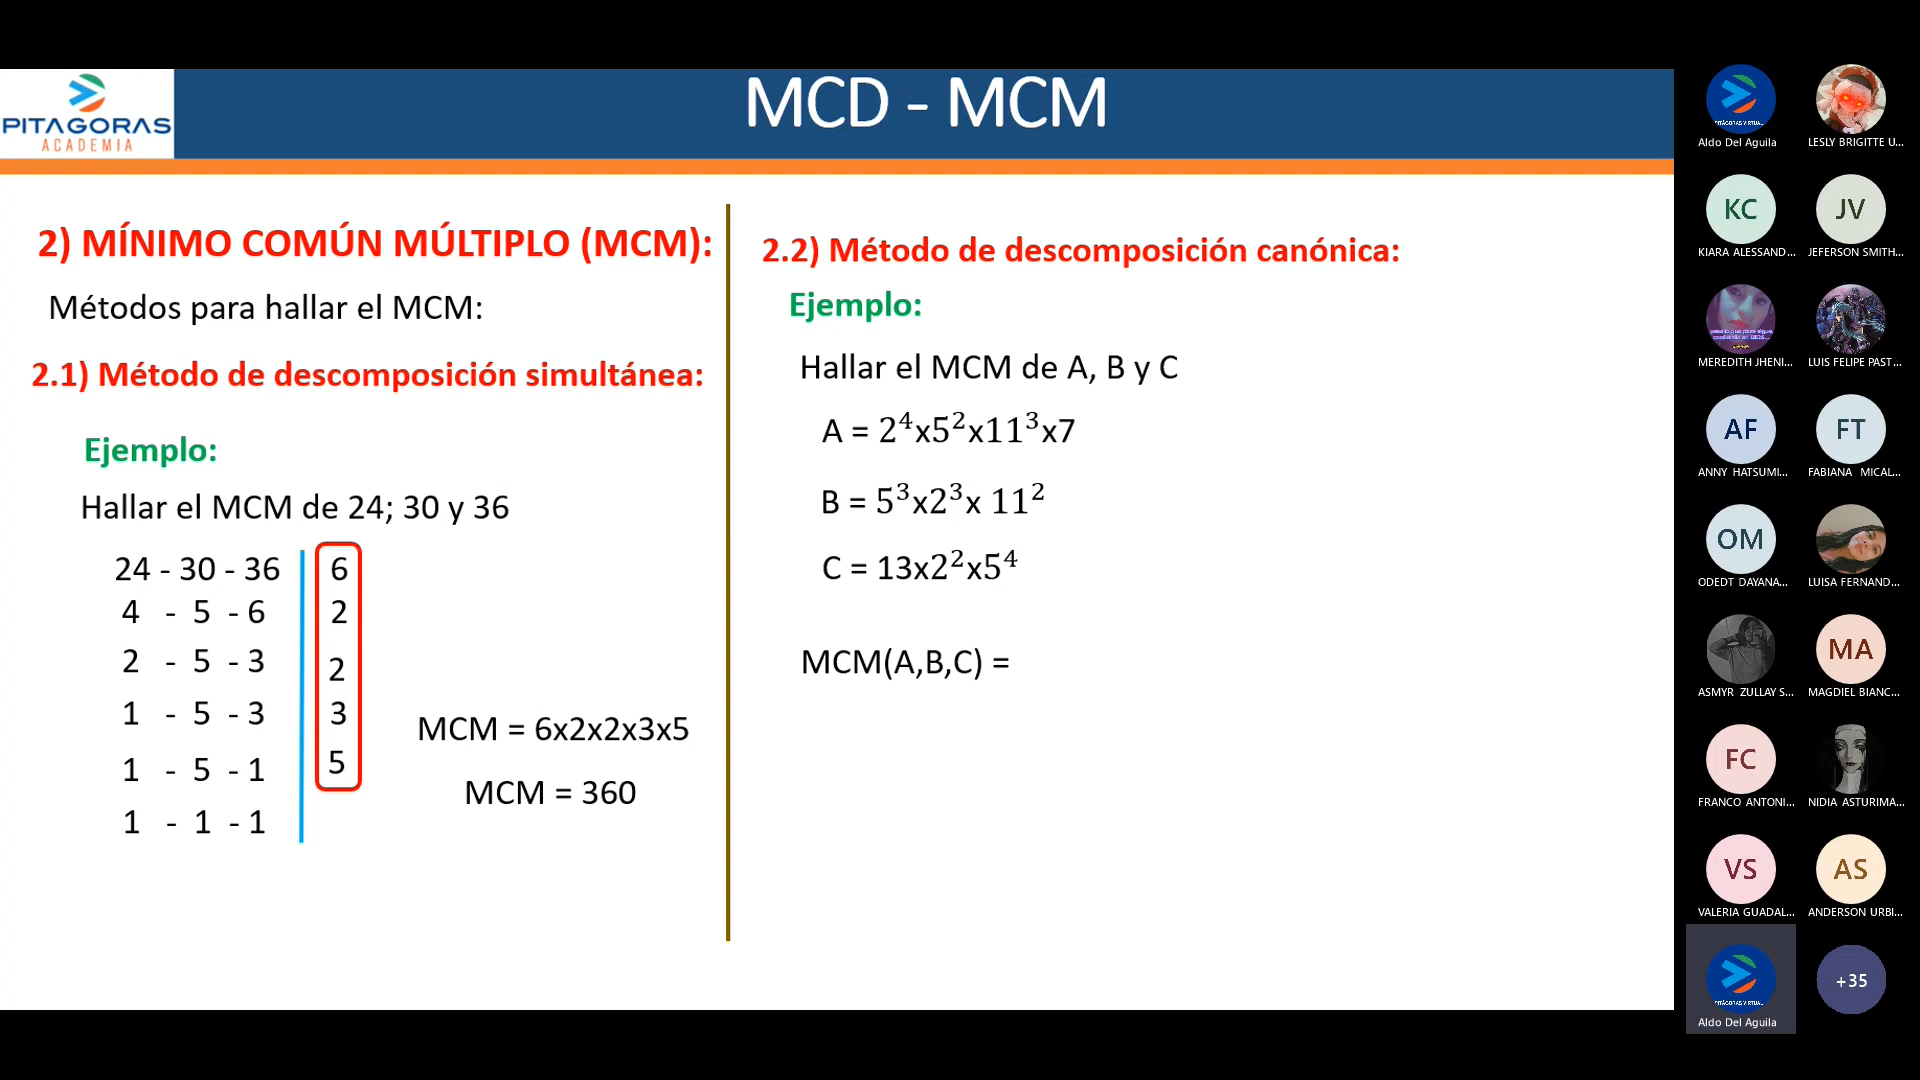 PITAGORAS
ACADEMIA
MCD - MCM
2) MÍNIMO COMÚN MÚLTIPLO (MCM):
Métodos para hallar el MCM:
2.1) Método de descomposición simultánea:
Ejemplo:
Hallar el MCM de 24; 30 y 36
24 - 30 - 36 6
4 - 5 - 6 2
2 - 5 - 3 2
1 - 5 - 3 3
1 - 5 - 1 5
1 - 1 - 1
MCM = 6x2x2x3x5
MCM = 360
2.2) Método de descomposición canónica:
Ejemplo:
Hallar el MCM de A, B y C
A = 2⁴x5²x11³x7
B = 5³x2³x 11²
C = 13x2²x5⁴
MCM(A,B,C) =
PITÁGORAS VIRTUAL
Aldo Del Aguila
LESLY BRIGITTE U...
KC
KIARA ALESSAND...
JV
JEFERSON SMITH...
MEREDITH JHENI...
LUIS FELIPE PAST...
AF
ANNY HATSUMI...
FT
FABIANA MICAL...
OM
ODEDT DAYANA...
LUISA FERNAND...
ASMYR ZULLAY S...
MA
MAGDIEL BIANC...
FC
FRANCO ANTONI...
NIDIA ASTURIMA...
VS
VALERIA GUADAL...
AS
ANDERSON URBI...
PITÁGORAS VIRTUAL
Aldo Del Aguila
+35